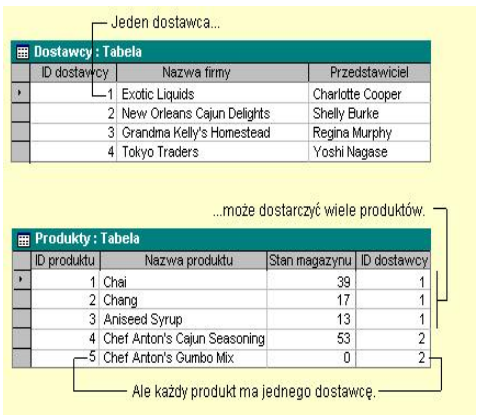 Jeden dostawca...
Dostawcy : Tabela
ID dostawcy Nazwa firmy Przedstawiciel
1 Exotic Liquids Charlotte Cooper
2 New Orleans Cajun Delights Shelly Burke
3 Grandma Kelly's Homestead Regina Murphy
4 Tokyo Traders Yoshi Nagase
...może dostarczyć wiele produktów.
Produkty : Tabela
ID produktu Nazwa produktu Stan magazynu ID dostawcy
1 Chai 39 1
2 Chang 17 1
3 Aniseed Syrup 13 1
4 Chef Anton's Cajun Seasoning 53 2
5 Chef Anton's Gumbo Mix 0 2
Ale każdy produkt ma jednego dostawcę.